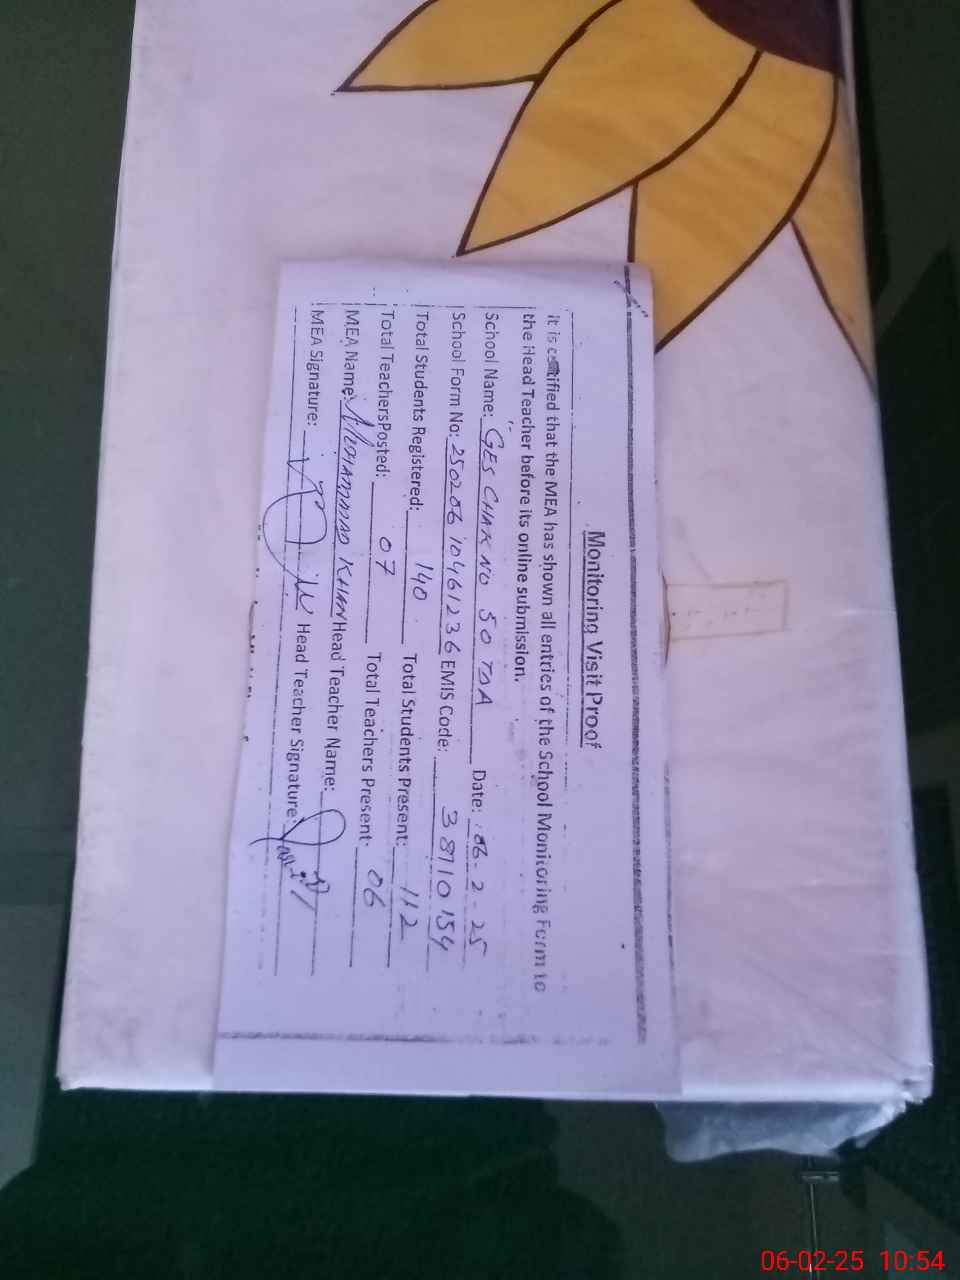 Monitoring Visit Proof
it is certified that the MEA has shown all entries of the School Monitoring Form to
the Head Teacher before its online submission.
School Name: GES CHAK NO 50 TDA Date: 06-2-25
School Form No: 250206 10461236 EMIS Code: 38710154
Total Students Registered: 140 Total Students Present: 112
Total TeachersPosted: 07 Total Teachers Present: 06
MEA Name: MUHAMMAD KHAN Head Teacher Name:
MEA Signature: Head Teacher Signature:
06-02-25 10:54